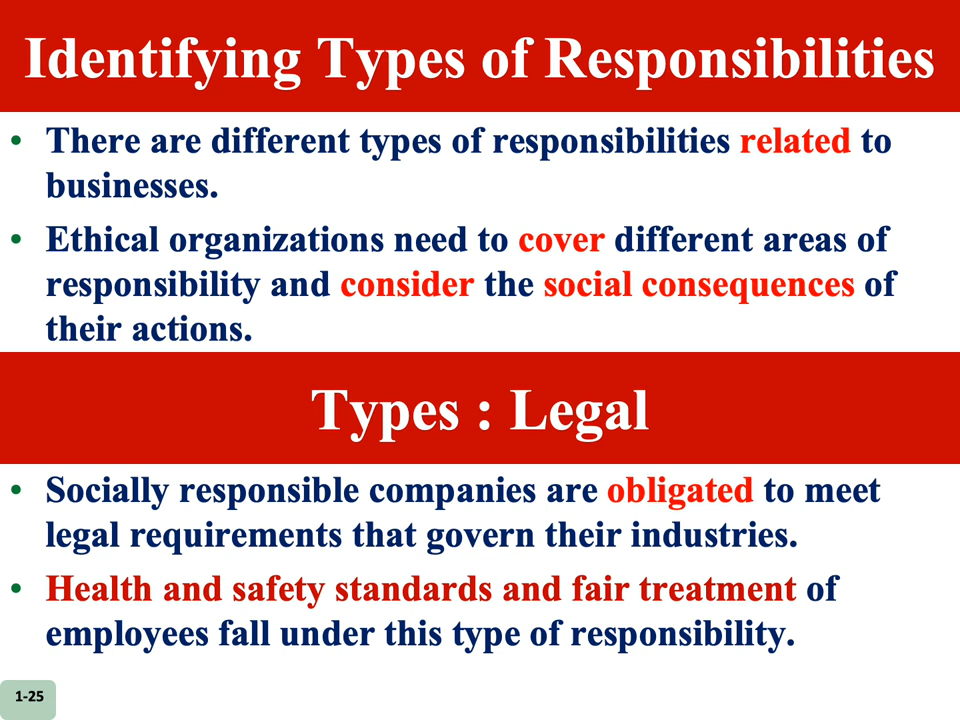 Identifying Types of Responsibilities
• There are different types of responsibilities related to
businesses.
• Ethical organizations need to cover different areas of
responsibility and consider the social consequences of
their actions.
Types : Legal
• Socially responsible companies are obligated to meet
legal requirements that govern their industries.
• Health and safety standards and fair treatment of
employees fall under this type of responsibility.
1-25